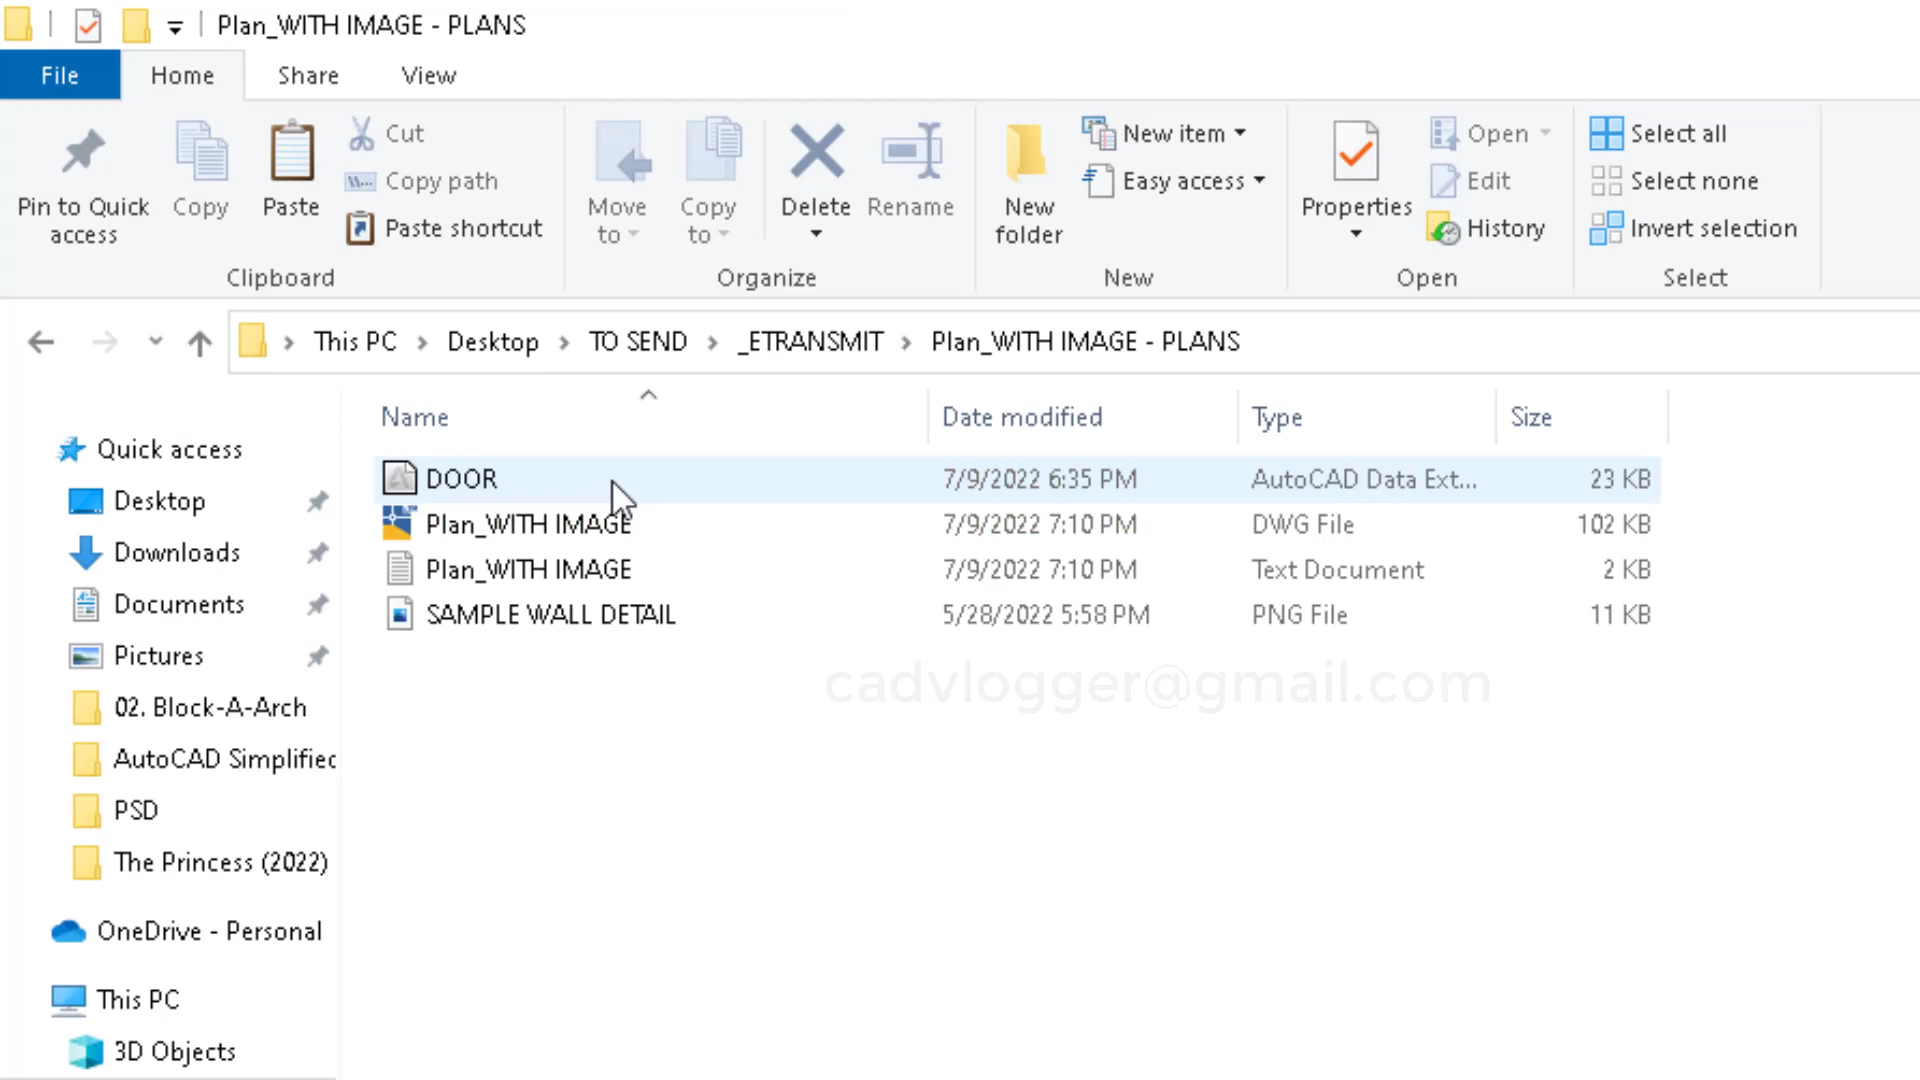 Plan_WITH IMAGE - PLANS
File Home Share View
Pin to Quick access
Copy
Paste
Cut
Copy path
Paste shortcut
Clipboard
Move to
Copy to
Delete
Rename
Organize
New folder
New item
Easy access
New
Properties
Open
Edit
History
Open
Select all
Select none
Invert selection
Select
This PC > Desktop > TO SEND > _ETRANSMIT > Plan_WITH IMAGE - PLANS
Name Date modified Type Size
DOOR 7/9/2022 6:35 PM AutoCAD Data Ext... 23 KB
Plan_WITH IMAGE 7/9/2022 7:10 PM DWG File 102 KB
Plan_WITH IMAGE 7/9/2022 7:10 PM Text Document 2 KB
SAMPLE WALL DETAIL 5/28/2022 5:58 PM PNG File 11 KB
cadvlogger@gmail.com
Quick access
Desktop
Downloads
Documents
Pictures
02. Block-A-Arch
AutoCAD Simplified
PSD
The Princess (2022)
OneDrive - Personal
This PC
3D Objects